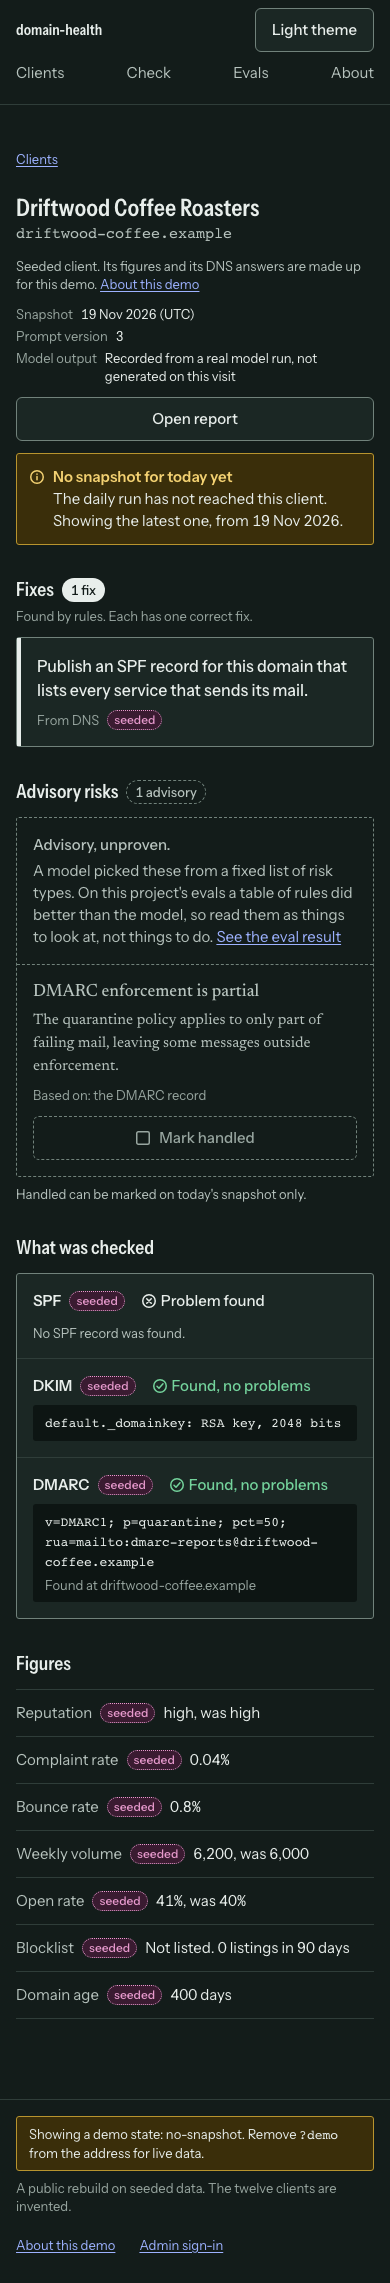 domain-health
Light theme
Clients
Check
Evals
About
Clients
Driftwood Coffee Roasters
driftwood-coffee.example
Seeded client. Its figures and its DNS answers are made up
for this demo. About this demo
Snapshot 19 Nov 2026 (UTC)
Prompt version 3
Model output Recorded from a real model run, not
generated on this visit
Open report
No snapshot for today yet
The daily run has not reached this client.
Showing the latest one, from 19 Nov 2026.
Fixes 1 fix
Found by rules. Each has one correct fix.
Publish an SPF record for this domain that
lists every service that sends its mail.
From DNS seeded
Advisory risks 1 advisory
Advisory, unproven.
A model picked these from a fixed list of risk
types. On this project's evals a table of rules did
better than the model, so read them as things
to look at, not things to do. See the eval result
DMARC enforcement is partial
The quarantine policy applies to only part of
failing mail, leaving some messages outside
enforcement.
Based on: the DMARC record
Mark handled
Handled can be marked on today's snapshot only.
What was checked
SPF seeded Problem found
No SPF record was found.
DKIM seeded Found, no problems
default._domainkey: RSA key, 2048 bits
DMARC seeded Found, no problems
v=DMARC1; p=quarantine; pct=50;
rua=mailto:dmarc-reports@driftwood-
coffee.example
Found at driftwood-coffee.example
Figures
Reputation seeded high, was high
Complaint rate seeded 0.04%
Bounce rate seeded 0.8%
Weekly volume seeded 6,200, was 6,000
Open rate seeded 41%, was 40%
Blocklist seeded Not listed. 0 listings in 90 days
Domain age seeded 400 days
Showing a demo state: no-snapshot. Remove ?demo
from the address for live data.
A public rebuild on seeded data. The twelve clients are
invented.
About this demo
Admin sign-in